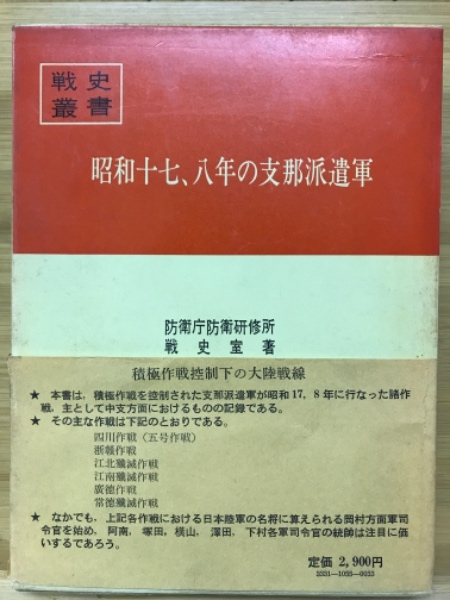 戦史
叢書
昭和十七、八年の支那派遣軍
防衛庁防衛研修所
戦史室著
積極作戦控制下の大陸戦線
★ 本書は，積極作戦を控制された支那派遣軍が昭和17，8年に行なった諸作
戦，主として中支方面におけるものの記録である。
★ その主な作戦は下記のとおりである。
四川作戦（五号作戦）
浙贛作戦
江北殲滅作戦
江南殲滅作戦
廣德作戦
常徳殲滅作戦
★ なかでも，上記各作戦における日本陸軍の名将に算えられる岡村方面軍司
令官を始め，阿南，塚田，横山，澤田，下村各軍司令官の統帥は注目に価
いするであろう。
定価 2,900円
3331—1055—0033